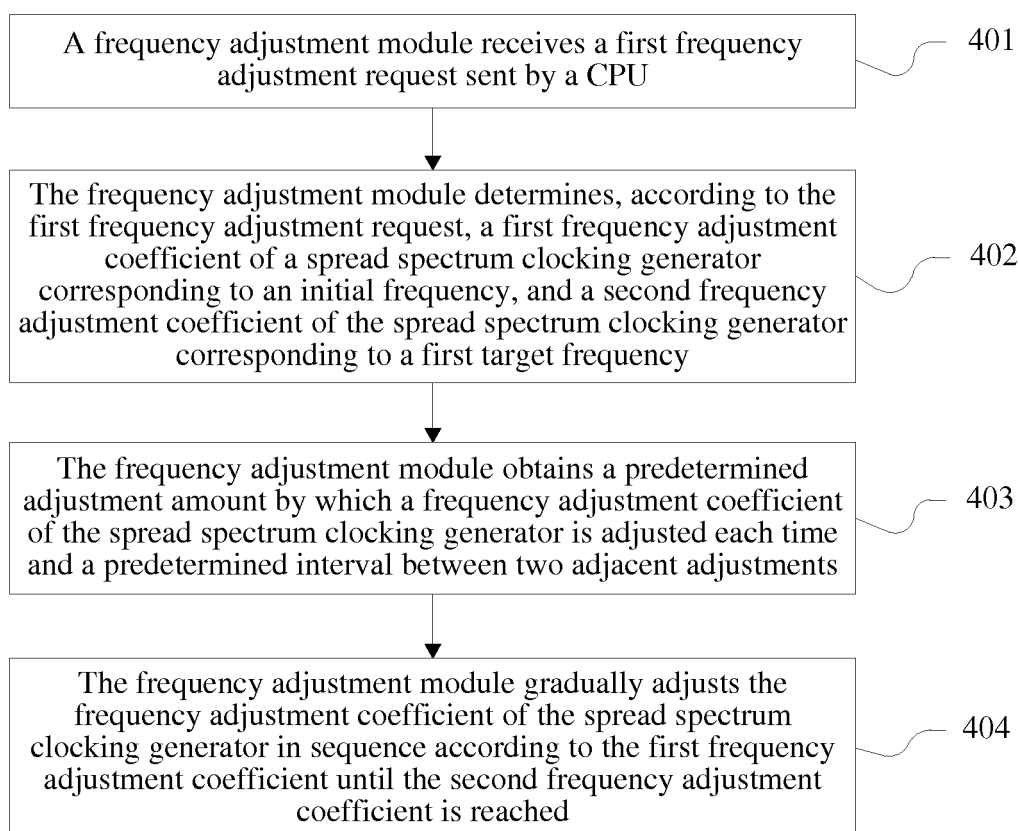 A frequency adjustment module receives a first frequency
adjustment request sent by a CPU
401
The frequency adjustment module determines, according to the
first frequency adjustment request, a first frequency adjustment
coefficient of a spread spectrum clocking generator
corresponding to an initial frequency, and a second frequency
adjustment coefficient of the spread spectrum clocking generator
corresponding to a first target frequency
402
The frequency adjustment module obtains a predetermined
adjustment amount by which a frequency adjustment coefficient
of the spread spectrum clocking generator is adjusted each time
and a predetermined interval between two adjacent adjustments
403
The frequency adjustment module gradually adjusts the
frequency adjustment coefficient of the spread spectrum
clocking generator in sequence according to the first frequency
adjustment coefficient until the second frequency adjustment
coefficient is reached
404